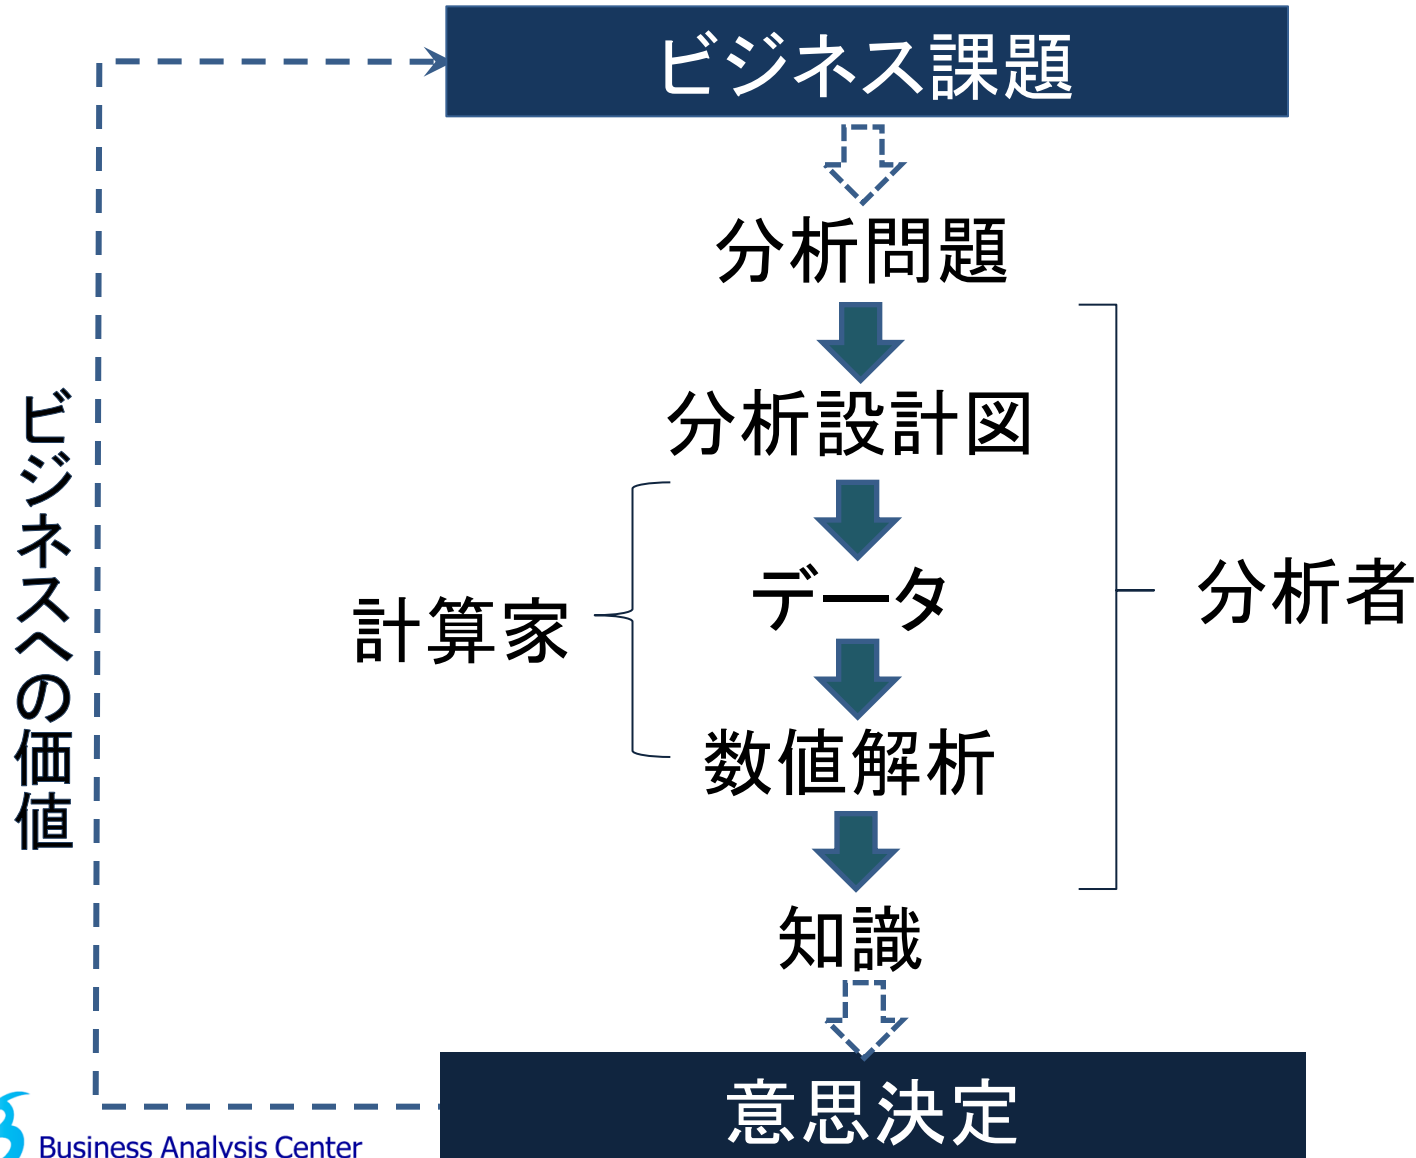 ビジネス課題
分析問題
分析設計図
データ
計算家
分析者
数値解析
知識
意思決定
ビジネスへの価値
Business Analysis Center